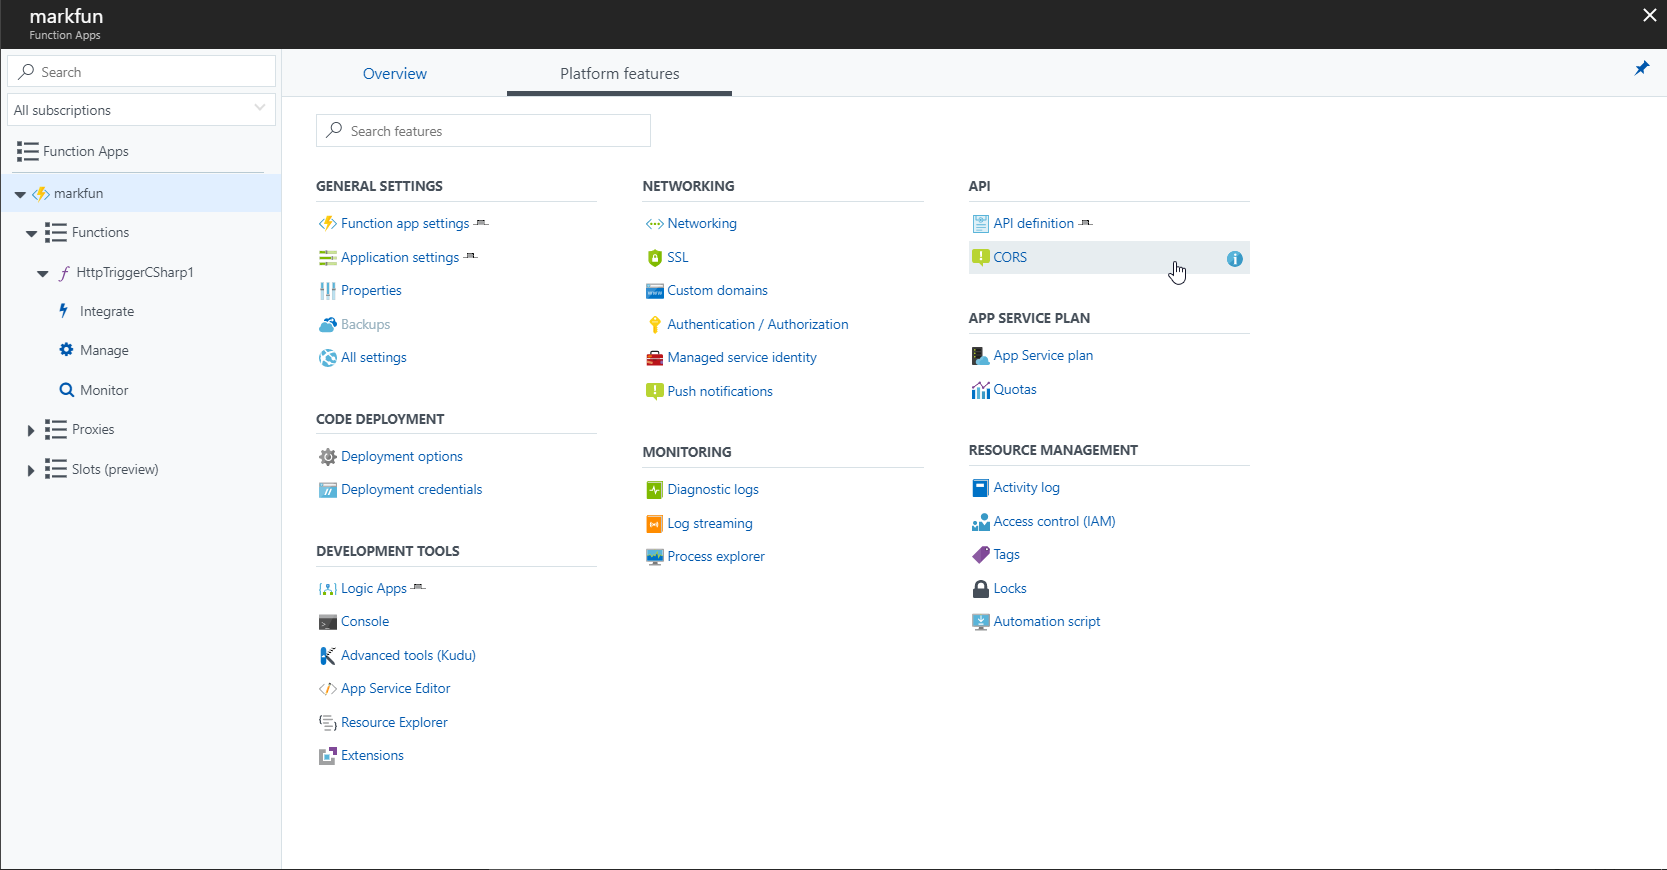 markfun
Function Apps
Search
All subscriptions
Function Apps
markfun
Functions
HttpTriggerCSharp1
Integrate
Manage
Monitor
Proxies
Slots (preview)
Overview
Platform features
Search features
GENERAL SETTINGS
Function app settings
Application settings
Properties
Backups
All settings
CODE DEPLOYMENT
Deployment options
Deployment credentials
DEVELOPMENT TOOLS
Logic Apps
Console
Advanced tools (Kudu)
App Service Editor
Resource Explorer
Extensions
NETWORKING
Networking
SSL
Custom domains
Authentication / Authorization
Managed service identity
Push notifications
MONITORING
Diagnostic logs
Log streaming
Process explorer
API
API definition
CORS
APP SERVICE PLAN
App Service plan
Quotas
RESOURCE MANAGEMENT
Activity log
Access control (IAM)
Tags
Locks
Automation script